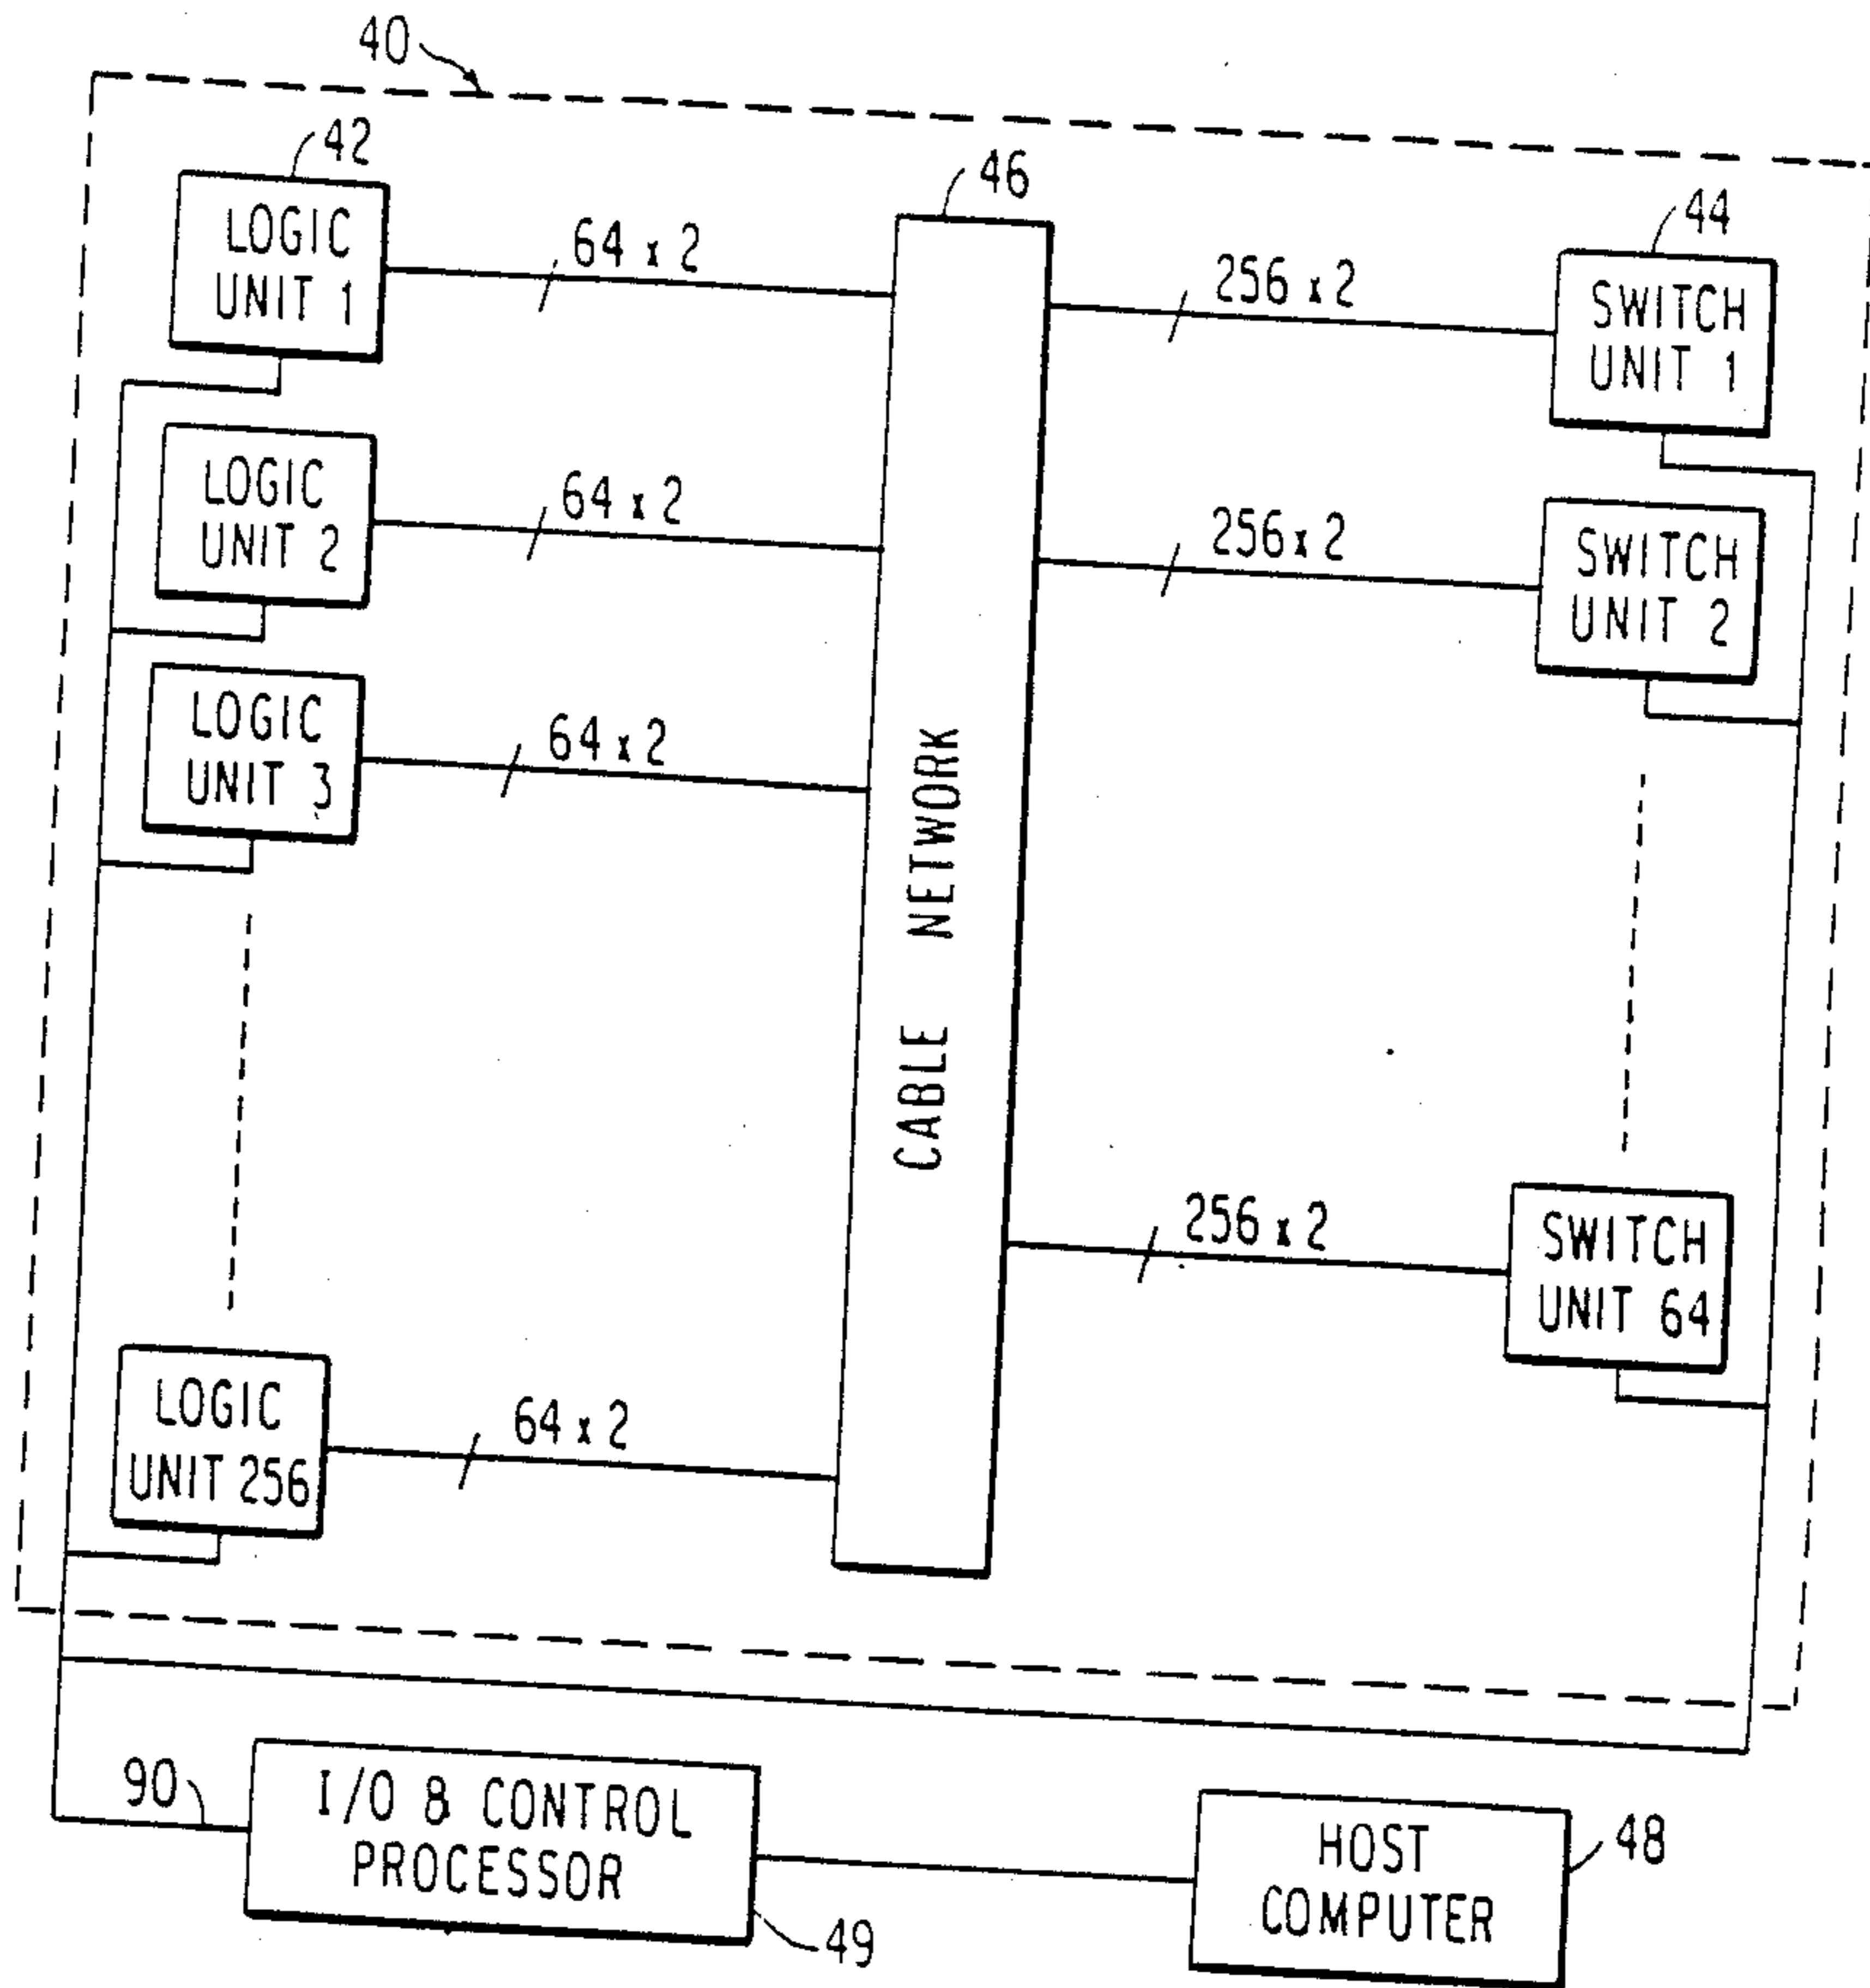 40
42
46
44
LOGIC
UNIT 1
64 x 2
256 x 2
SWITCH
UNIT 1
LOGIC
UNIT 2
64 x 2
256 x 2
SWITCH
UNIT 2
LOGIC
UNIT 3
64 x 2
CABLE NETWORK
256 x 2
SWITCH
UNIT 64
LOGIC
UNIT 256
64 x 2
90
I/O & CONTROL
PROCESSOR
49
HOST
COMPUTER
48